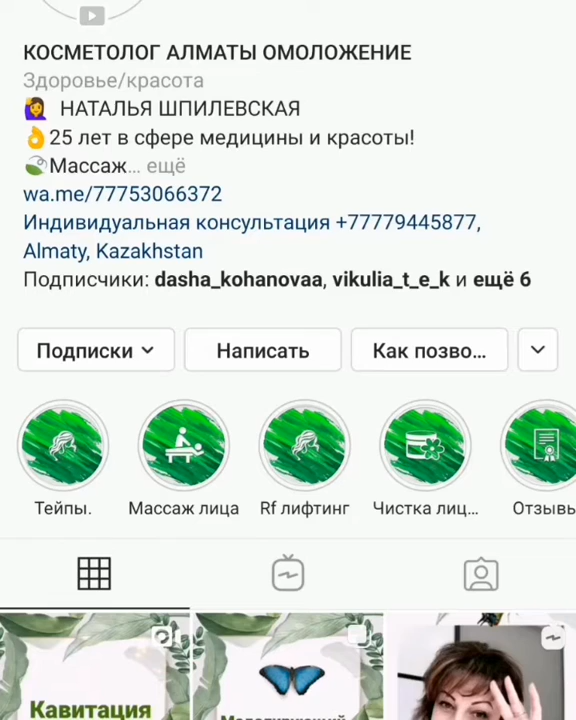 КОСМЕТОЛОГ АЛМАТЫ ОМОЛОЖЕНИЕ
Здоровье/красота
НАТАЛЬЯ ШПИЛЕВСКАЯ
25 лет в сфере медицины и красоты!
Массаж... ещё
wa.me/77753066372
Индивидуальная консультация +77779445877,
Almaty, Kazakhstan
Подписчики: dasha_kohanovaa, vikulia_t_e_k и ещё 6
Подписки Написать Как позво...
Тейпы. Массаж лица Rf лифтинг Чистка лиц... Отзывы
Кавитация